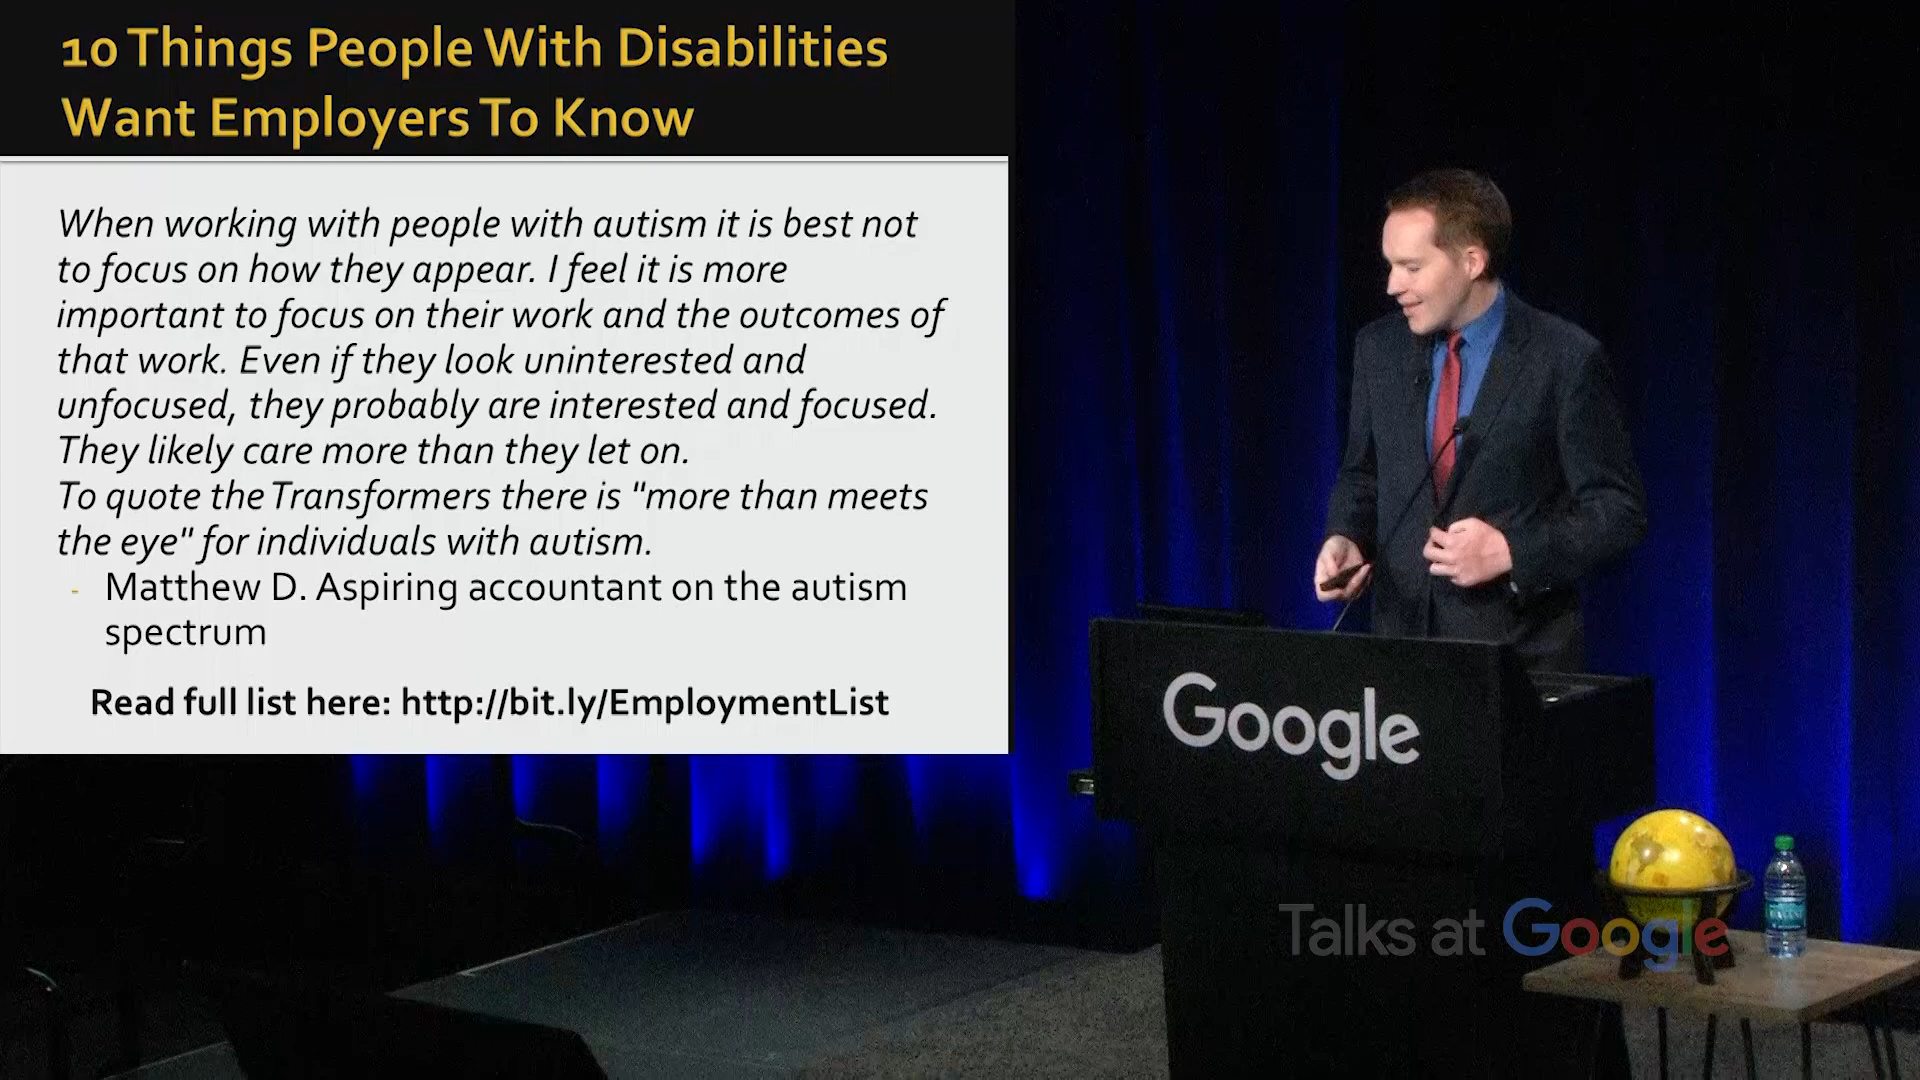 10 Things People With Disabilities
Want Employers To Know
When working with people with autism it is best not
to focus on how they appear. I feel it is more
important to focus on their work and the outcomes of
that work. Even if they look uninterested and
unfocused, they probably are interested and focused.
They likely care more than they let on.
To quote the Transformers there is "more than meets
the eye" for individuals with autism.
- Matthew D. Aspiring accountant on the autism
spectrum
Read full list here: http://bit.ly/EmploymentList
Google
Talks at Google